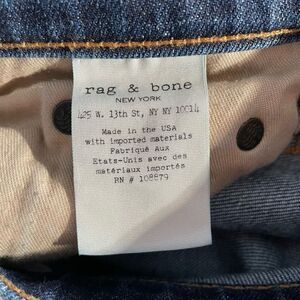 rag & bone
NEW YORK
425 W. 13th St, NY NY 10014
Made in the USA
with imported materials
Fabriqué Aux
Etats-Unis avec des
matériaux importés
RN # 108879